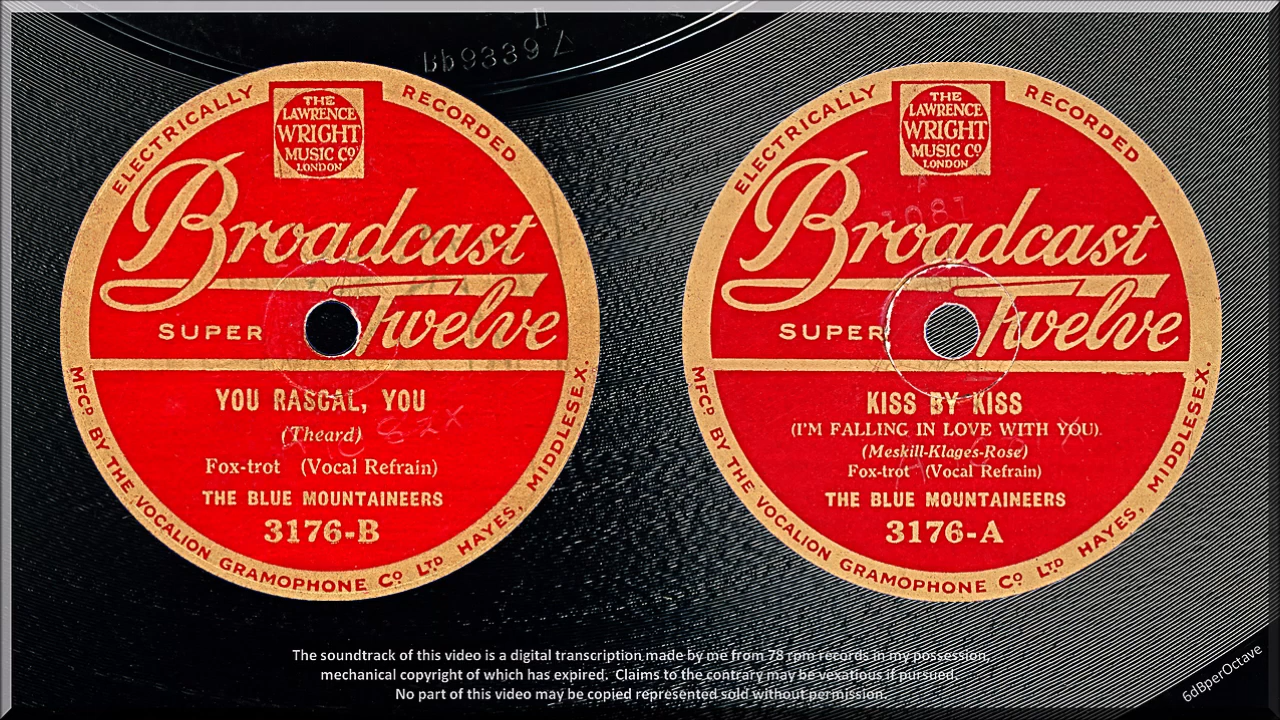 Bb9339 △
ELECTRICALLY RECORDED
THE
LAWRENCE
WRIGHT
MUSIC Cº
LONDON
Broadcast
SUPER Twelve
YOU RASCAL, YOU
(Theard)
Fox-trot (Vocal Refrain)
THE BLUE MOUNTAINEERS
3176-B
MFCD BY THE VOCALION GRAMOPHONE Cº LTD HAYES, MIDDLESEX.
ELECTRICALLY RECORDED
THE
LAWRENCE
WRIGHT
MUSIC Cº
LONDON
1081
Broadcast
SUPER Twelve
KISS BY KISS
(I'M FALLING IN LOVE WITH YOU).
(Meskill-Klages-Rose)
Fox-trot (Vocal Refrain)
THE BLUE MOUNTAINEERS
3176-A
MFCD BY THE VOCALION GRAMOPHONE Cº LTD HAYES, MIDDLESEX.
The soundtrack of this video is a digital transcription made by me from 78 rpm records in my possession,
mechanical copyright of which has expired. Claims to the contrary may be vexatious if pursued.
No part of this video may be copied represented sold without permission.
6dBperOctave